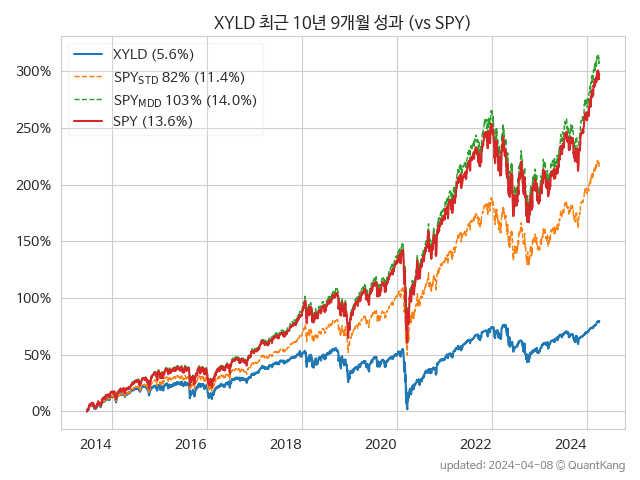 XYLD 최근 10년 9개월 성과 (vs SPY)
XYLD (5.6%)
SPY_STD 82% (11.4%)
SPY_MDD 103% (14.0%)
SPY (13.6%)
300%
250%
200%
150%
100%
50%
0%
2014 2016 2018 2020 2022 2024
updated: 2024-04-08 © QuantKang